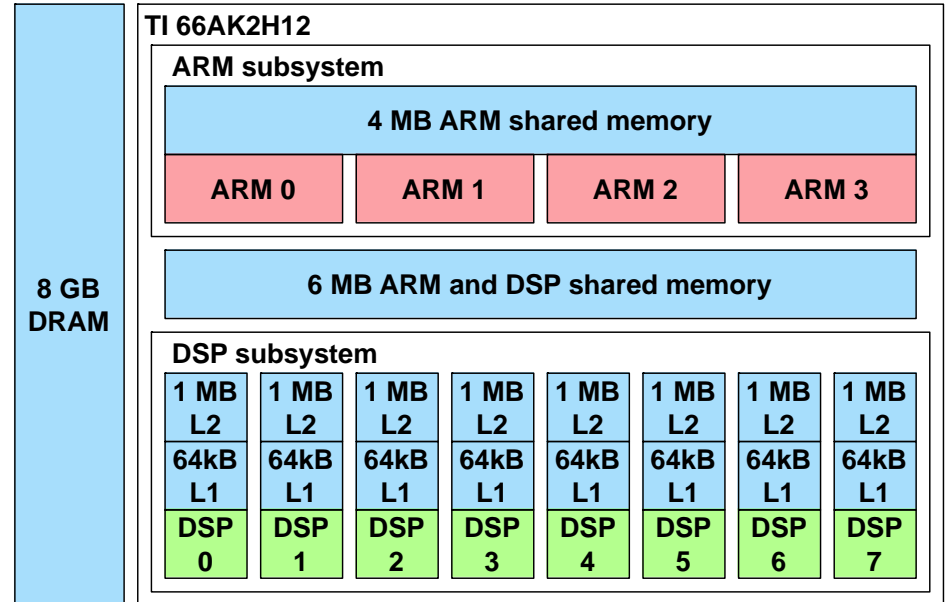 8 GB
DRAM
TI 66AK2H12
ARM subsystem
4 MB ARM shared memory
ARM 0 ARM 1 ARM 2 ARM 3
6 MB ARM and DSP shared memory
DSP subsystem
1 MB 1 MB 1 MB 1 MB 1 MB 1 MB 1 MB 1 MB
L2 L2 L2 L2 L2 L2 L2 L2
64kB 64kB 64kB 64kB 64kB 64kB 64kB 64kB
L1 L1 L1 L1 L1 L1 L1 L1
DSP DSP DSP DSP DSP DSP DSP DSP
0 1 2 3 4 5 6 7